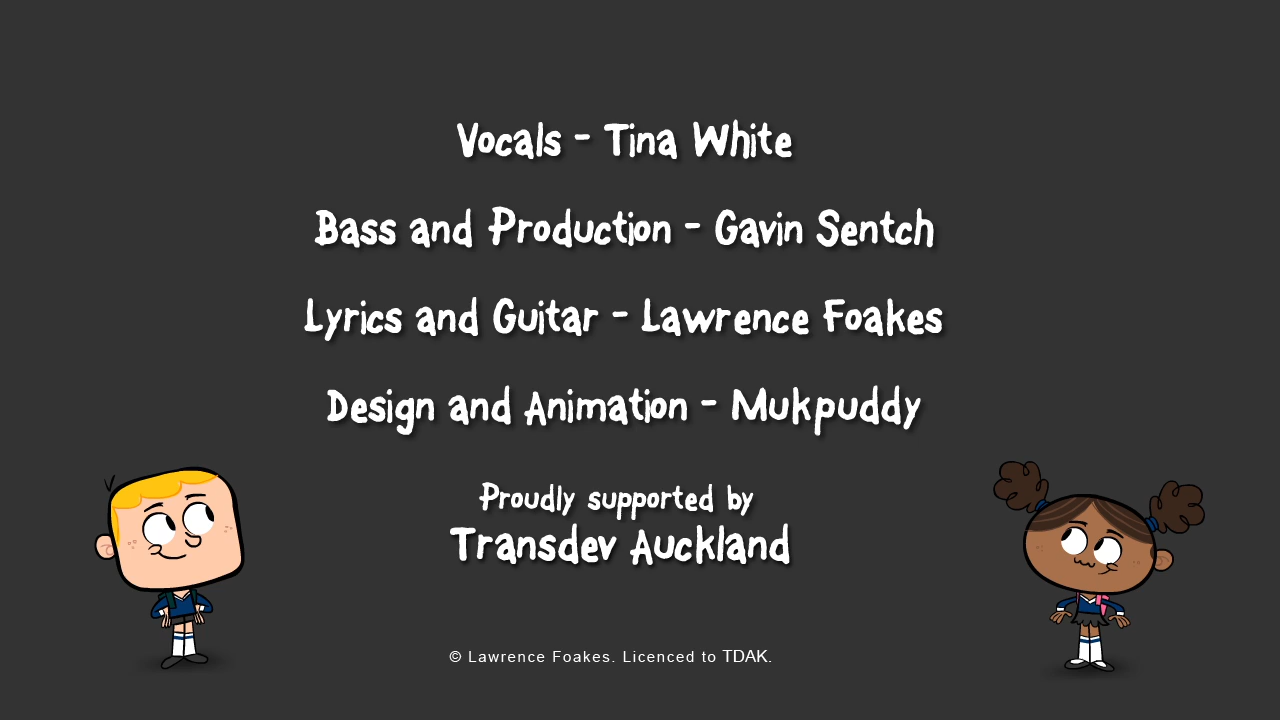 Vocals - Tina White
Bass and Production - Gavin Sentch
Lyrics and Guitar - Lawrence Foakes
Design and Animation - Mukpuddy
Proudly supported by
Transdev Auckland
© Lawrence Foakes. Licenced to TDAK.